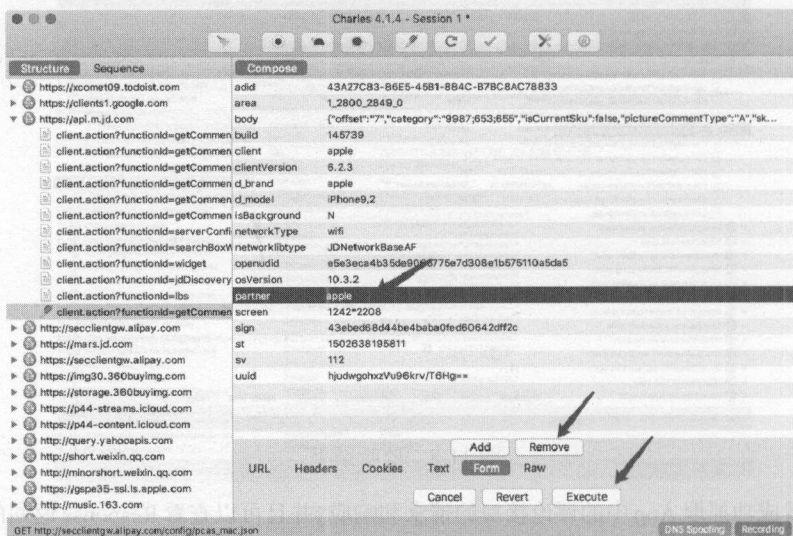 Charles 4.1.4 - Session 1 *
Structure Sequence Compose
https://xcomet09.todoist.com adid 43A27C83-86E5-45B1-8B4C-B7BC8AC78833
https://clients1.google.com area 1_2800_2849_0
https://api.m.jd.com body {"offset":"7","category":"9987;653;655","isCurrentSku":false,"pictureCommentType":"A","sk...
client.action?functionId=getCommen build 145739
client.action?functionId=getCommen client apple
client.action?functionId=getCommen clientVersion 6.2.3
client.action?functionId=getCommen d_brand apple
client.action?functionId=getCommen d_model iPhone9,2
client.action?functionId=getCommen isBackground N
client.action?functionId=serverConfi networkType wifi
client.action?functionId=searchBoxW networklibtype JDNetworkBaseAF
client.action?functionId=widget openudid
client.action?functionId=jdDiscovery osVersion 10.3.2
client.action?functionId=lbs partner apple
client.action?functionId=getCommen screen 1242*2208
http://secclientgw.alipay.com sign 43ebed68d44be4baba0fed60642dff2c
https://mars.jd.com st 1502638195811
https://secclientgw.alipay.com sv 112
https://img30.360buyimg.com uuid hjudwgohxzVu96krv/T6Hg==
https://storage.360buyimg.com
https://p44-streams.icloud.com
https://p44-content.icloud.com
http://query.yahooapis.com
http://short.weixin.qq.com
http://minorshort.weixin.qq.com
https://gspe35-ssl.ls.apple.com
http://music.163.com
Add Remove
URL Headers Cookies Text Form Raw
Cancel Revert Execute
GET http://secclientgw.alipay.com/config/pcas_mac.json DNS Spoofing Recording